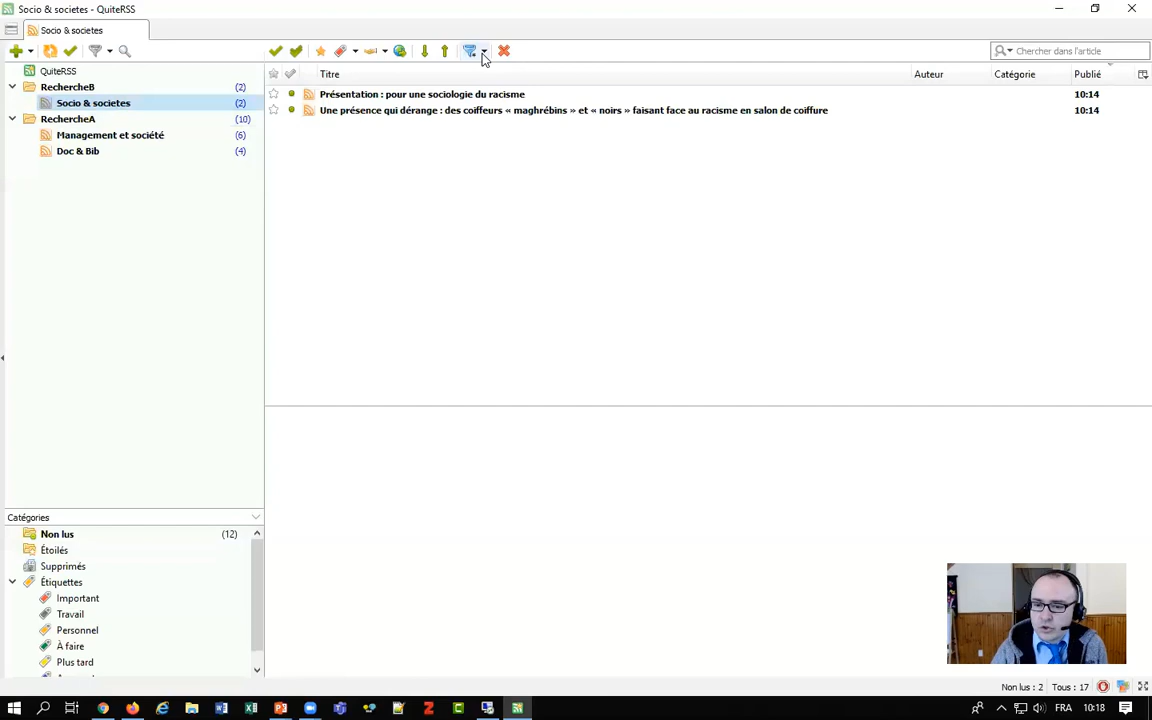 Socio & societes - QuiteRSS
Socio & societes
Chercher dans l'article
QuiteRSS
RechercheB (2)
Socio & societes (2)
RechercheA (10)
Management et société (6)
Doc & Bib (4)
Titre Auteur Catégorie Publié
Présentation : pour une sociologie du racisme 10:14
Une présence qui dérange : des coiffeurs « maghrébins » et « noirs » faisant face au racisme en salon de coiffure 10:14
Catégories
Non lus (12)
Étoilés
Supprimés
Étiquettes
Important
Travail
Personnel
À faire
Plus tard
Non lus : 2 Tous : 17
FRA 10:18